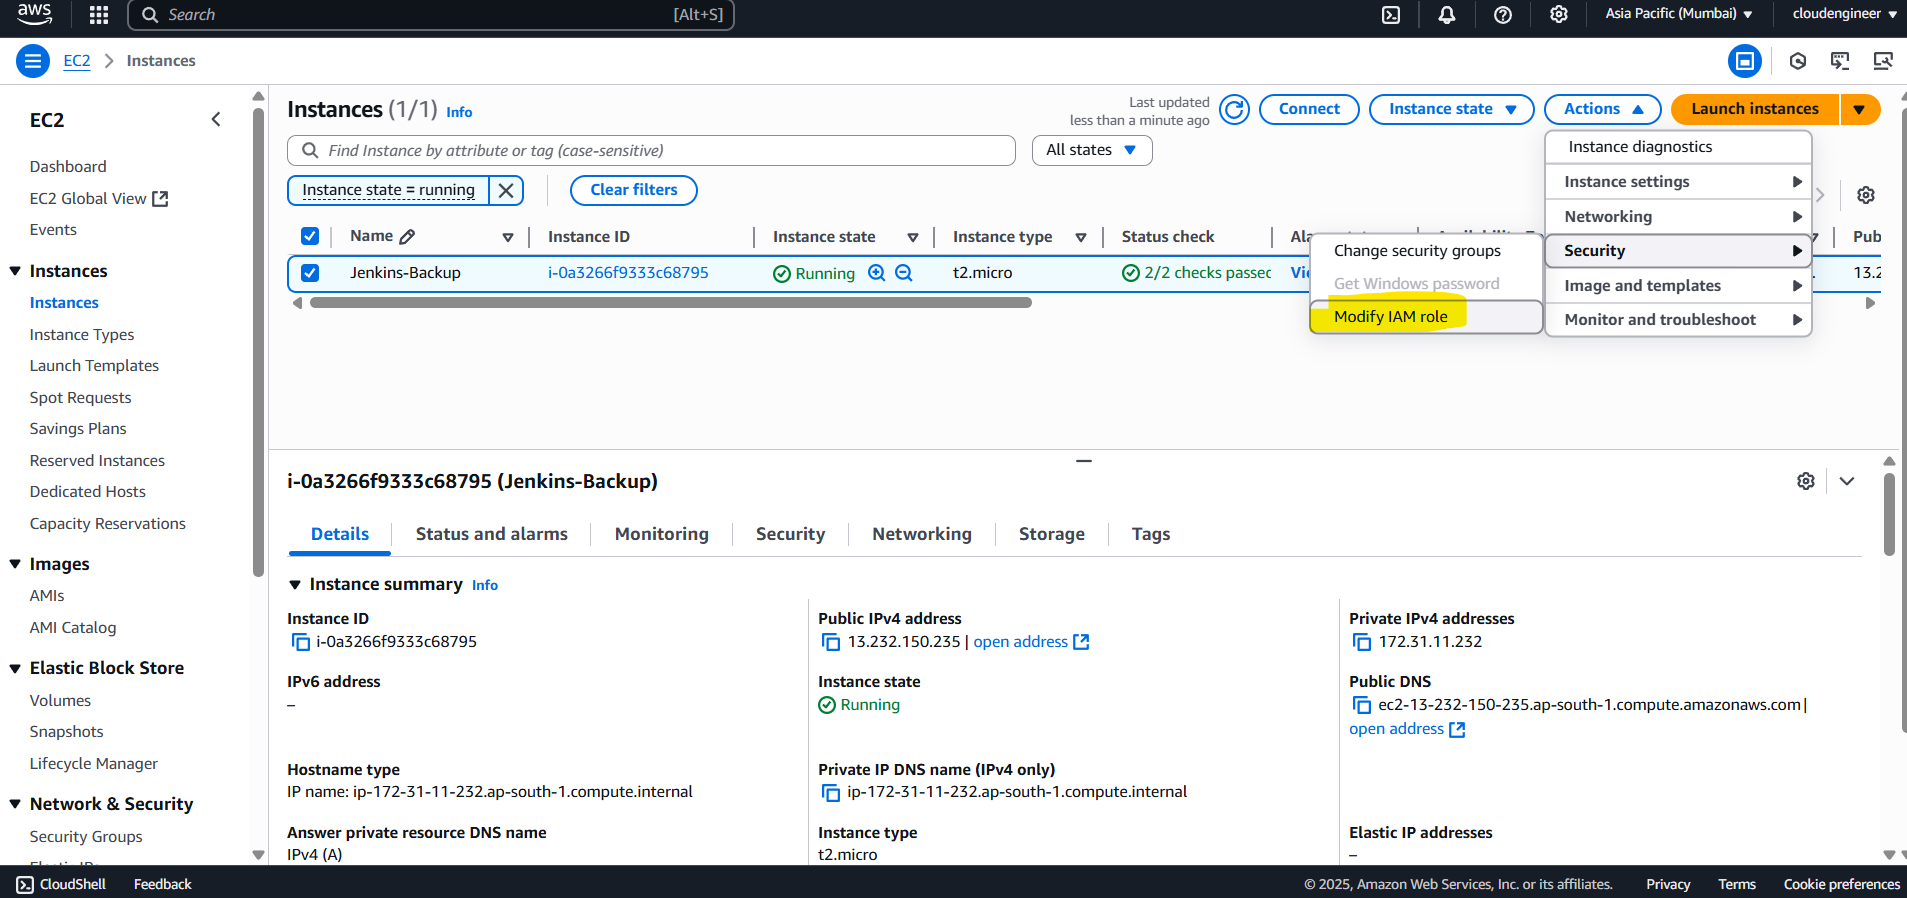 aws
Search
[Alt+S]
Asia Pacific (Mumbai)
cloudengineer
EC2
Instances
EC2
Dashboard
EC2 Global View
Events
Instances
Instances
Instance Types
Launch Templates
Spot Requests
Savings Plans
Reserved Instances
Dedicated Hosts
Capacity Reservations
Images
AMIs
AMI Catalog
Elastic Block Store
Volumes
Snapshots
Lifecycle Manager
Network & Security
Security Groups
Instances (1/1) Info
Last updated
less than a minute ago
Connect
Instance state
Actions
Launch instances
Find Instance by attribute or tag (case-sensitive)
All states
Instance state = running
Clear filters
Instance diagnostics
Instance settings
Networking
Security
Image and templates
Monitor and troubleshoot
Change security groups
Get Windows password
Modify IAM role
Name
Instance ID
Instance state
Instance type
Status check
Ala
Pub
Jenkins-Backup
i-0a3266f9333c68795
Running
t2.micro
2/2 checks passec
Vi
13.2
i-0a3266f9333c68795 (Jenkins-Backup)
Details
Status and alarms
Monitoring
Security
Networking
Storage
Tags
Instance summary Info
Instance ID
i-0a3266f9333c68795
Public IPv4 address
13.232.150.235 | open address
Private IPv4 addresses
172.31.11.232
IPv6 address
–
Instance state
Running
Public DNS
ec2-13-232-150-235.ap-south-1.compute.amazonaws.com |
open address
Hostname type
IP name: ip-172-31-11-232.ap-south-1.compute.internal
Private IP DNS name (IPv4 only)
ip-172-31-11-232.ap-south-1.compute.internal
Answer private resource DNS name
IPv4 (A)
Instance type
t2.micro
Elastic IP addresses
–
CloudShell
Feedback
© 2025, Amazon Web Services, Inc. or its affiliates.
Privacy
Terms
Cookie preferences